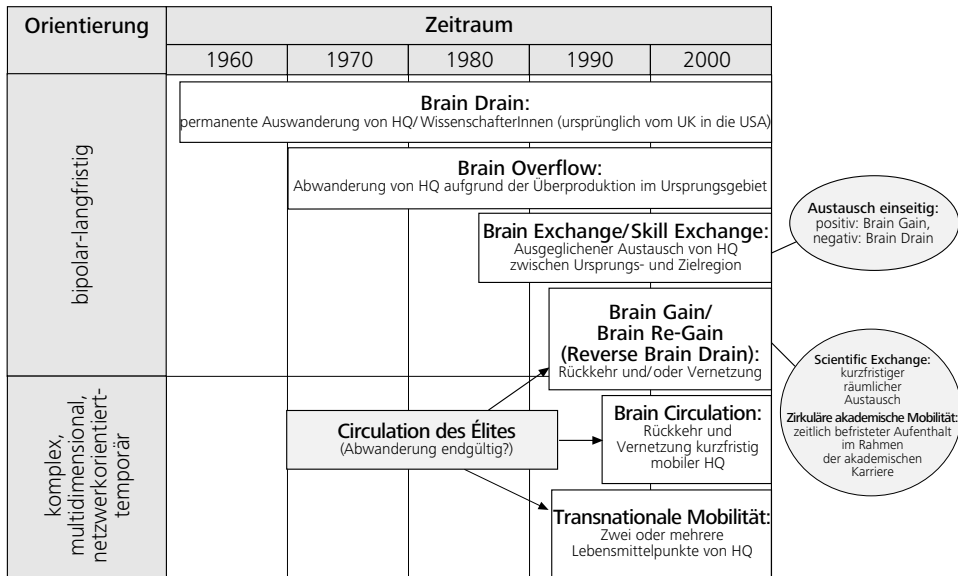 Orientierung
Zeitraum
1960
1970
1980
1990
2000
bipolar-langfristig
Brain Drain:
permanente Auswanderung von HQ/ WissenschafterInnen (ursprünglich vom UK in die USA)
Brain Overflow:
Abwanderung von HQ aufgrund der Überproduktion im Ursprungsgebiet
Brain Exchange/Skill Exchange:
Ausgeglichener Austausch von HQ
zwischen Ursprungs- und Zielregion
Austausch einseitig:
positiv: Brain Gain,
negativ: Brain Drain
Brain Gain/
Brain Re-Gain
(Reverse Brain Drain):
Rückkehr und/oder Vernetzung
Scientific Exchange:
kurzfristiger
räumlicher
Austausch
Zirkuläre akademische Mobilität:
zeitlich befristeter Aufenthalt
im Rahmen
der akademischen
Karriere
komplex,
multidimensional,
netzwerkorientiert-
temporär
Circulation des Élites
(Abwanderung endgültig?)
Brain Circulation:
Rückkehr und
Vernetzung kurzfristig
mobiler HQ
Transnationale Mobilität:
Zwei oder mehrere
Lebensmittelpunkte von HQ